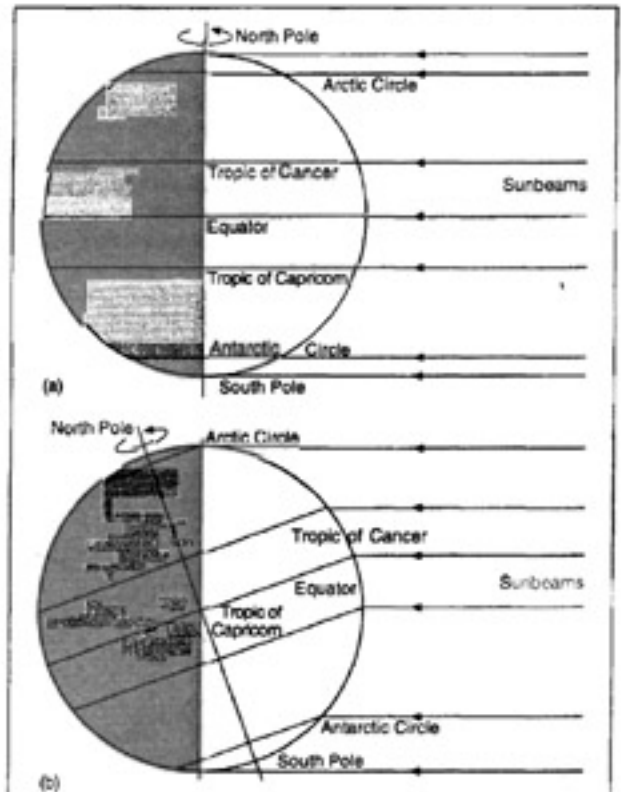 North Pole
Arctic Circle
Tropic of Cancer
Sunbeams
Equator
Tropic of Capricorn
Antarctic Circle
(a)
South Pole
North Pole
Arctic Circle
Tropic of Cancer
Sunbeams
Equator
Tropic of
Capricorn
Antarctic Circle
South Pole
(b)